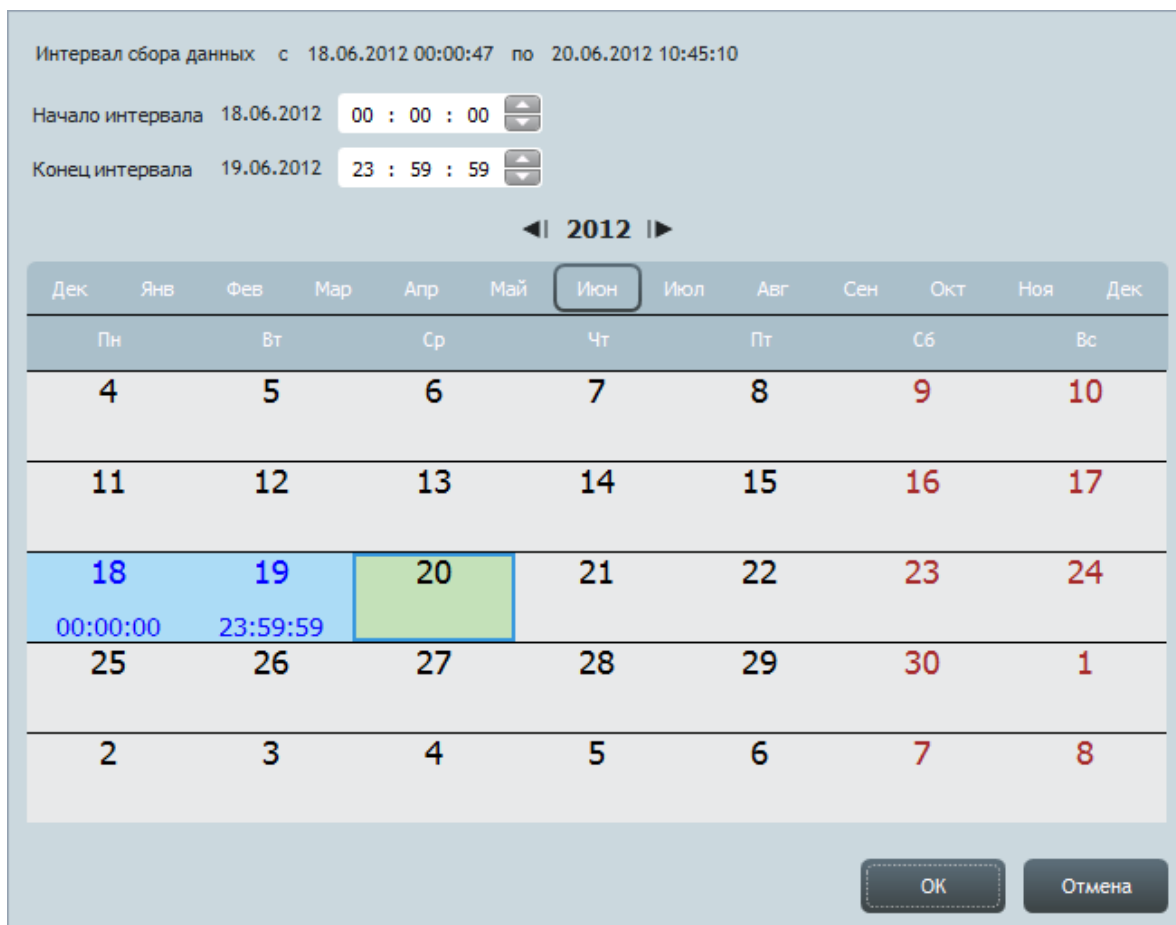 Интервал сбора данных с 18.06.2012 00:00:47 по 20.06.2012 10:45:10
Начало интервала 18.06.2012 00 : 00 : 00
Конец интервала 19.06.2012 23 : 59 : 59
2012
Дек Янв Фев Мар Апр Май Июн Июл Авг Сен Окт Ноя Дек
Пн Вт Ср Чт Пт Сб Вс
4 5 6 7 8 9 10
11 12 13 14 15 16 17
18 19 20 21 22 23 24
00:00:00 23:59:59
25 26 27 28 29 30 1
2 3 4 5 6 7 8
ОК Отмена